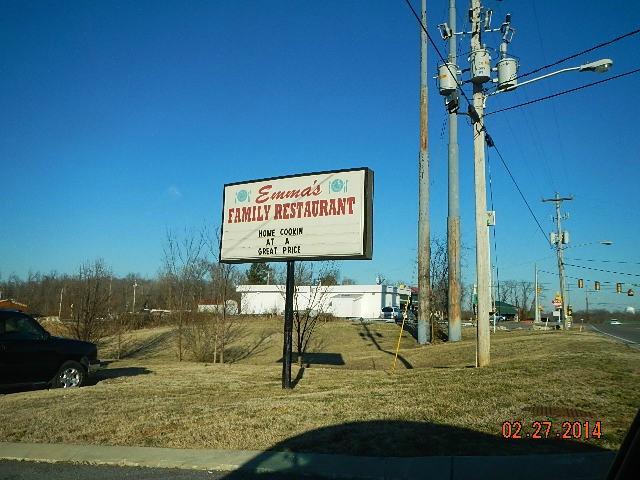 Emma's
FAMILY RESTAURANT
HOME COOKIN
AT A
GREAT PRICE
02.27.2014